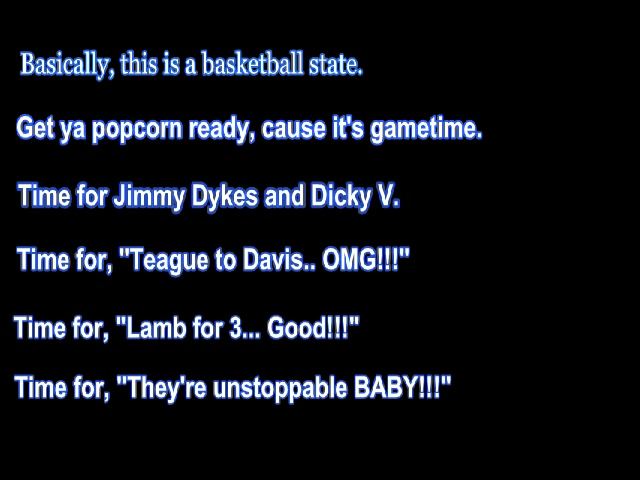 Basically, this is a basketball state.
Get ya popcorn ready, cause it's gametime.
Time for Jimmy Dykes and Dicky V.
Time for, "Teague to Davis.. OMG!!!"
Time for, "Lamb for 3... Good!!!"
Time for, "They're unstoppable BABY!!!"